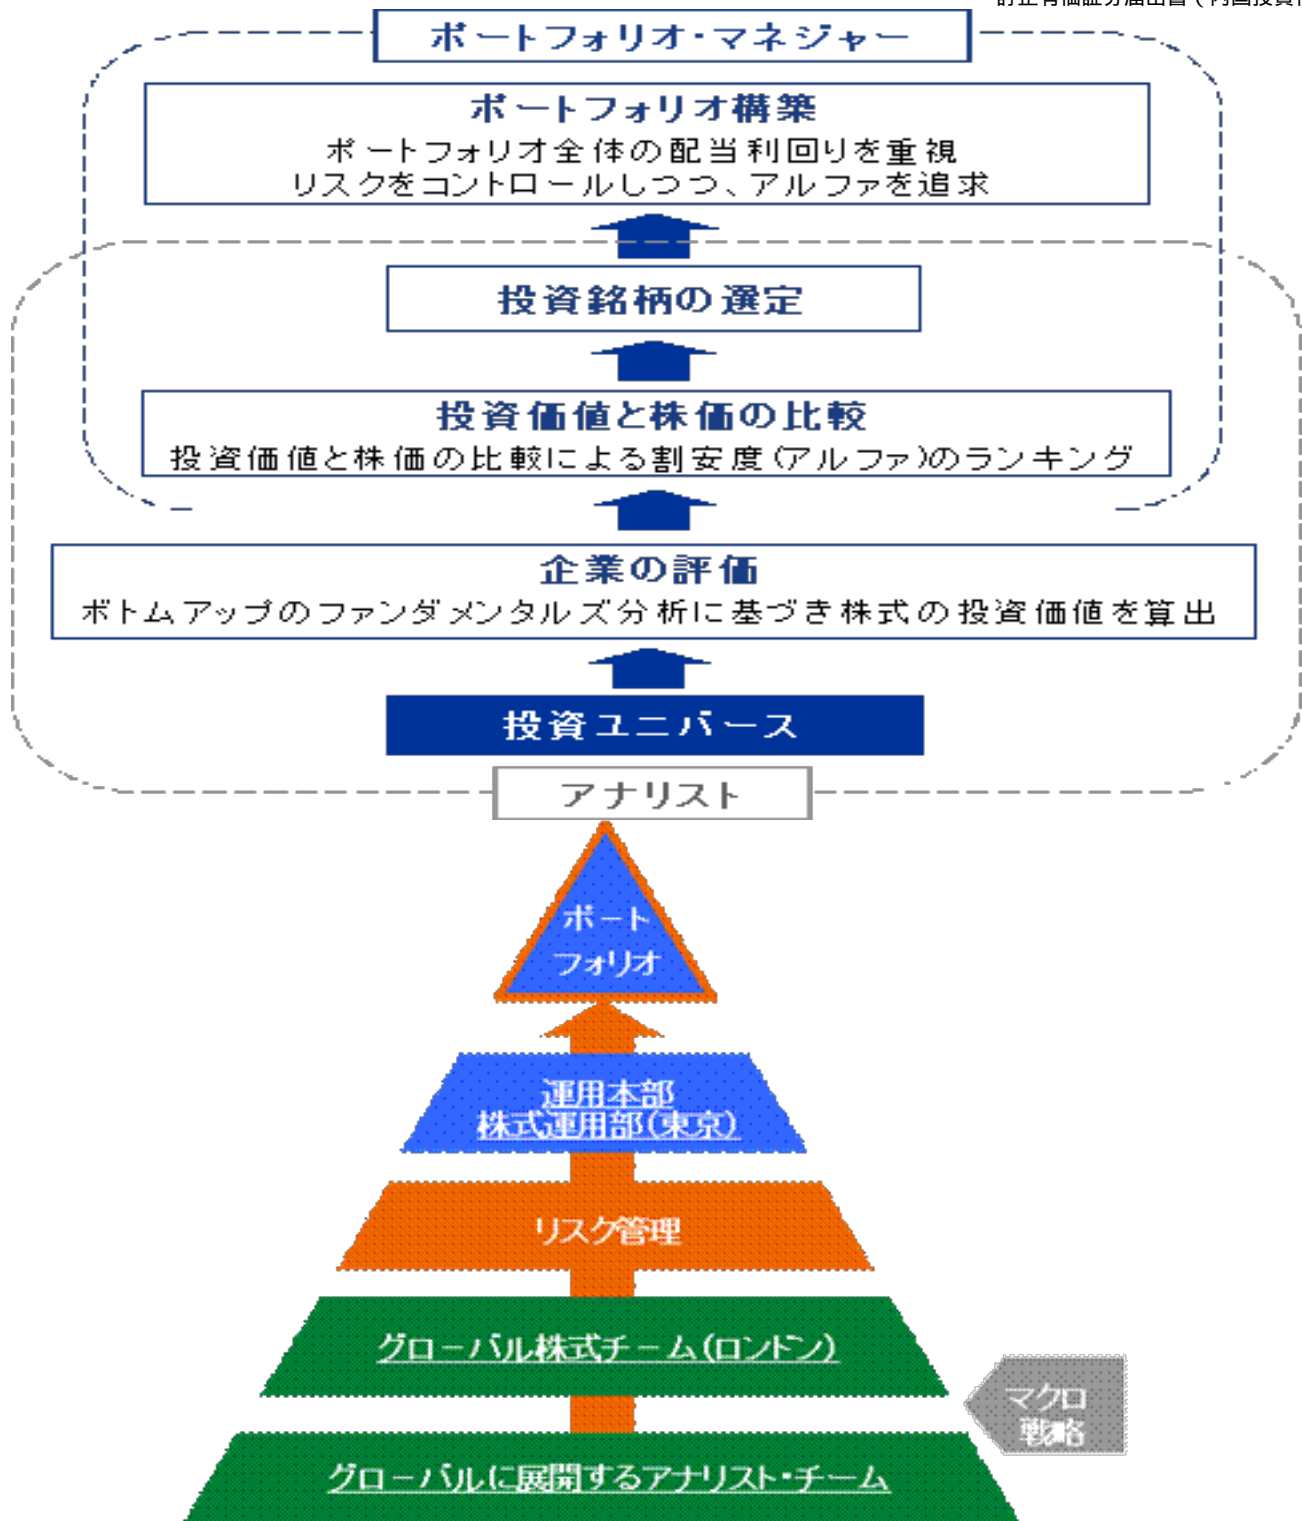 ポートフォリオ・マネジャー
ポートフォリオ構築
ポートフォリオ全体の配当利回りを重視
リスクをコントロールしつつ、アルファを追求
投資銘柄の選定
投資価値と株価の比較
投資価値と株価の比較による割安度(アルファ)のランキング
企業の評価
ボトムアップのファンダメンタルズ分析に基づき株式の投資価値を算出
投資ユニバース
アナリスト
ポート
フォリオ
運用本部
株式運用部(東京)
リスク管理
グローバル株式チーム(ロンドン)
マクロ
戦略
グローバルに展開するアナリスト・チーム